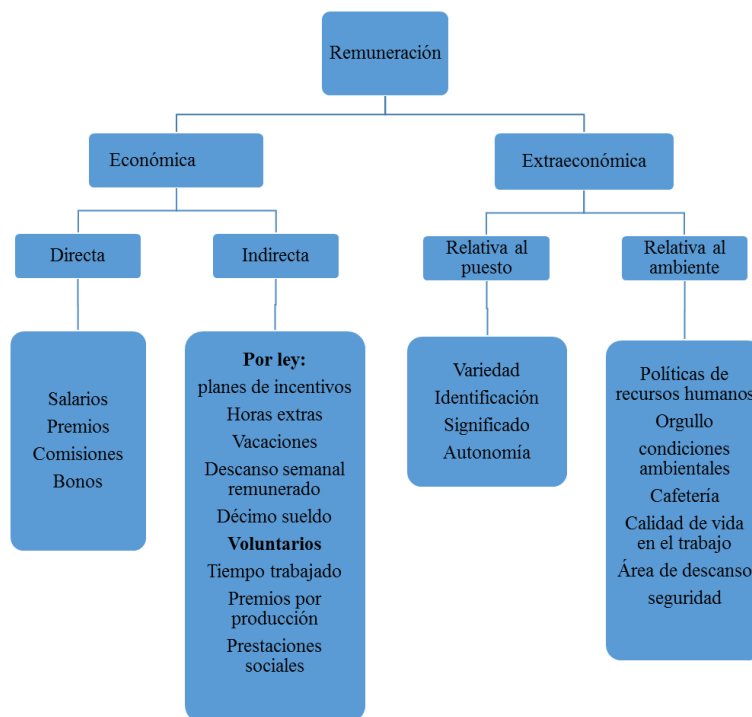 Remuneración
Económica
Extraeconómica
Directa
Indirecta
Relativa al
puesto
Relativa al
ambiente
Salarios
Premios
Comisiones
Bonos
Por ley:
planes de incentivos
Horas extras
Vacaciones
Descanso semanal
remunerado
Décimo sueldo
Voluntarios
Tiempo trabajado
Premios por
producción
Prestaciones
sociales
Variedad
Identificación
Significado
Autonomía
Políticas de
recursos humanos
Orgullo
condiciones
ambientales
Cafetería
Calidad de vida
en el trabajo
Área de descanso
seguridad